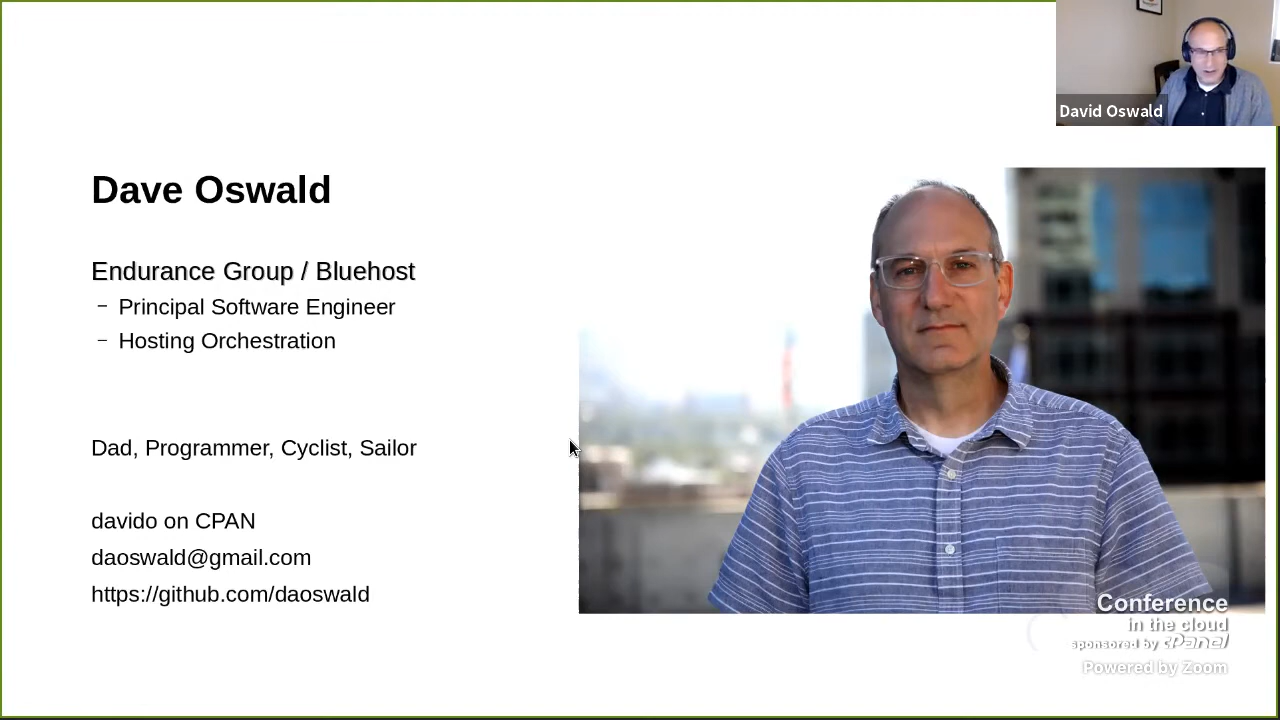 David Oswald
Dave Oswald
Endurance Group / Bluehost
– Principal Software Engineer
– Hosting Orchestration
Dad, Programmer, Cyclist, Sailor
davido on CPAN
daoswald@gmail.com
https://github.com/daoswald
Conference
in the cloud
sponsored by cPanel
Powered by Zoom